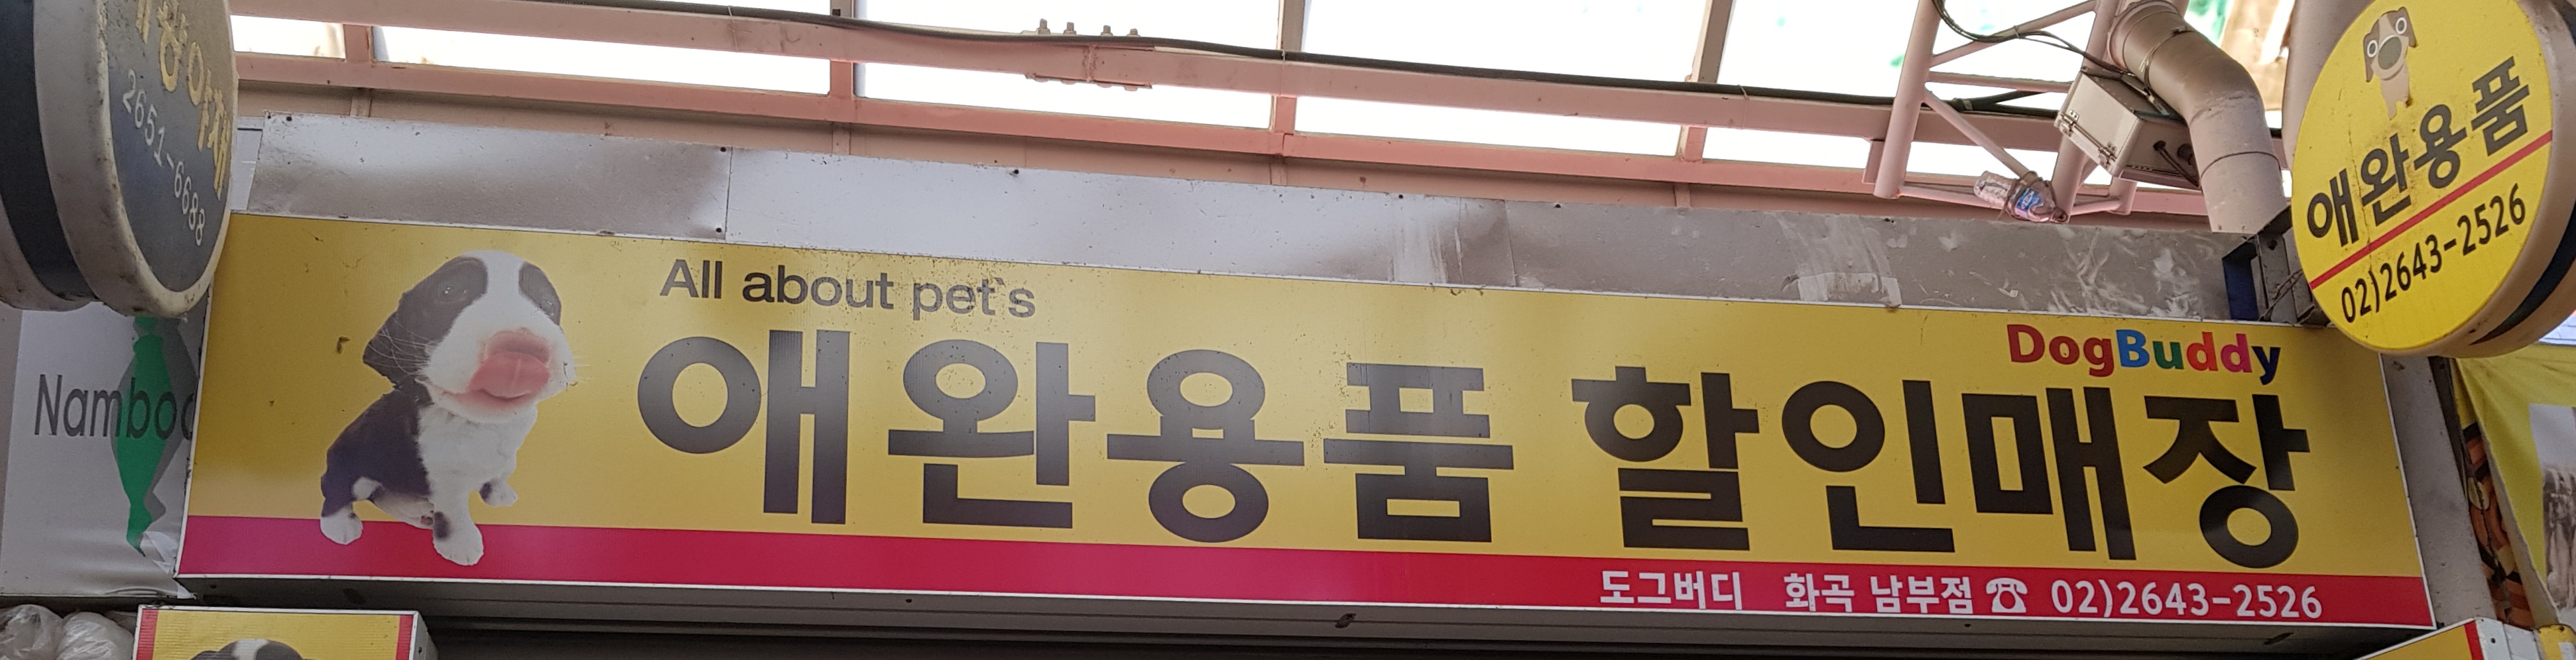 2651-6688
Namboo
All about pet`s
DogBuddy
애완용품 할인매장
도그버디 화곡 남부점 ☎ 02)2643-2526
애완용품
02)2643-2526